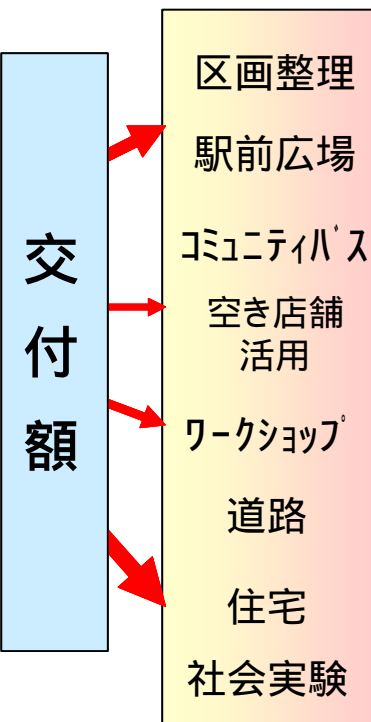 交付額
区画整理
駅前広場
ｺﾐｭﾆﾃｨﾊﾞｽ
空き店舗
活用
ﾜｰｸｼｮｯﾌﾟ
道路
住宅
社会実験